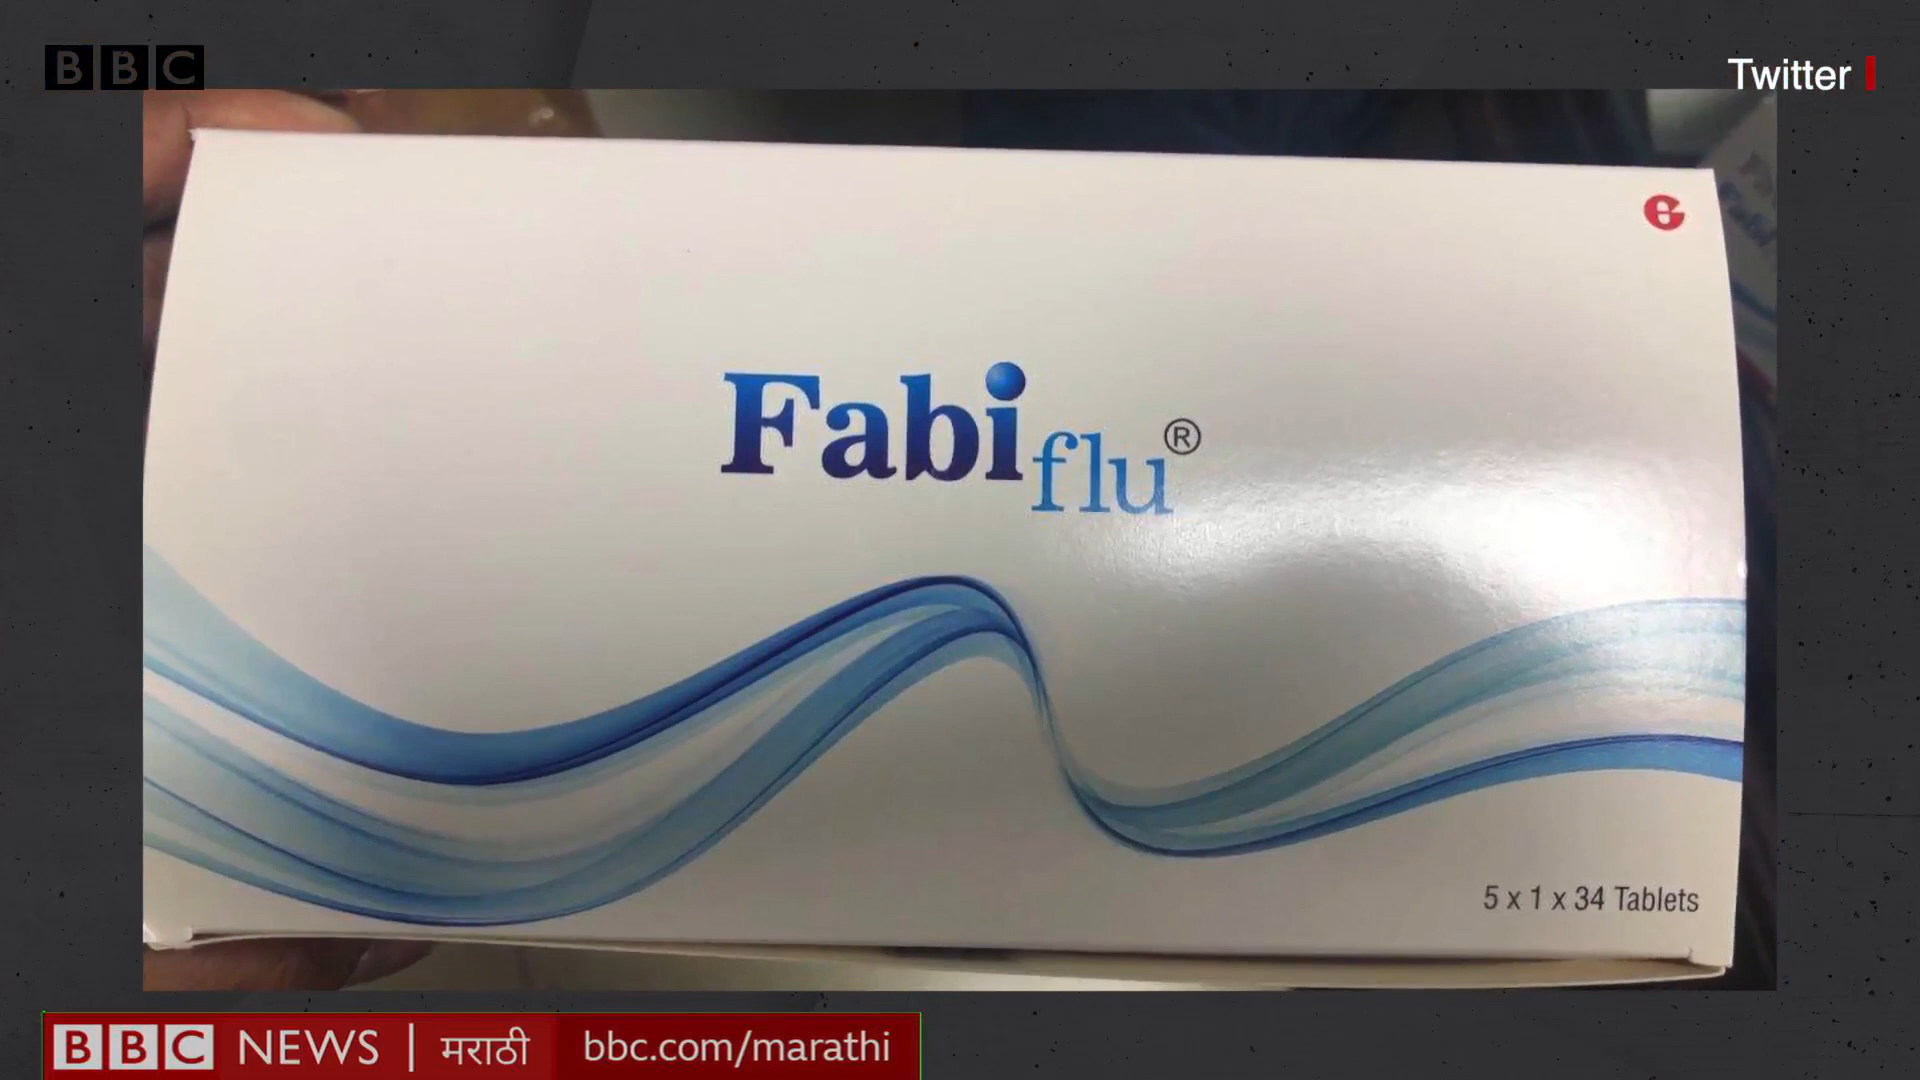 BBC
Twitter
Fabiflu®
5 x 1 x 34 Tablets
BBC NEWS | मराठी bbc.com/marathi